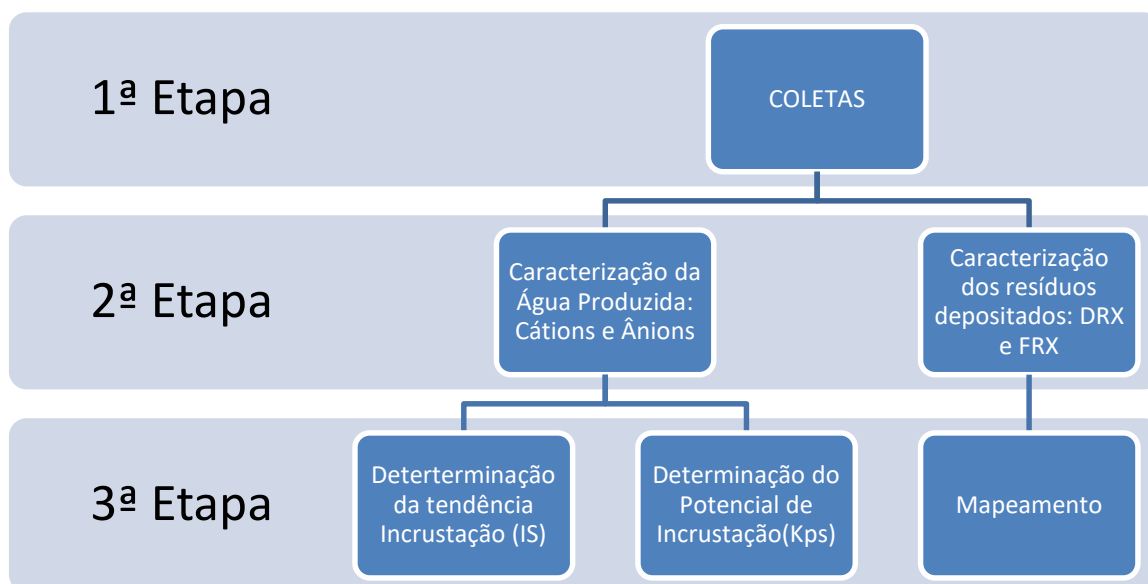 1ª Etapa
COLETAS
2ª Etapa
Caracterização da
Água Produzida:
Cátions e Ânions
Caracterização
dos resíduos
depositados: DRX
e FRX
3ª Etapa
Deterterminação
da tendência
Incrustação (IS)
Determinação do
Potencial de
Incrustação(Kps)
Mapeamento